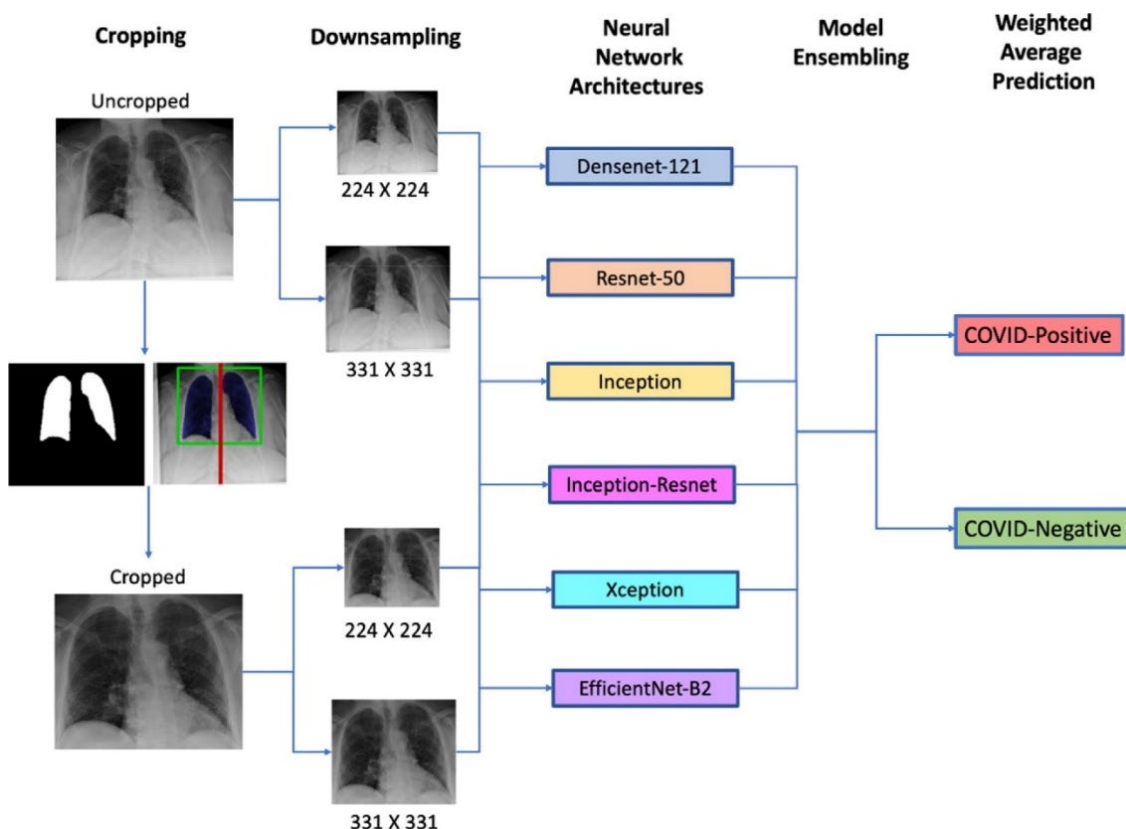 Cropping
Downsampling
Neural
Network
Architectures
Model
Ensembling
Weighted
Average
Prediction
Uncropped
224 X 224
331 X 331
Cropped
224 X 224
331 X 331
Densenet-121
Resnet-50
Inception
Inception-Resnet
Xception
EfficientNet-B2
COVID-Positive
COVID-Negative